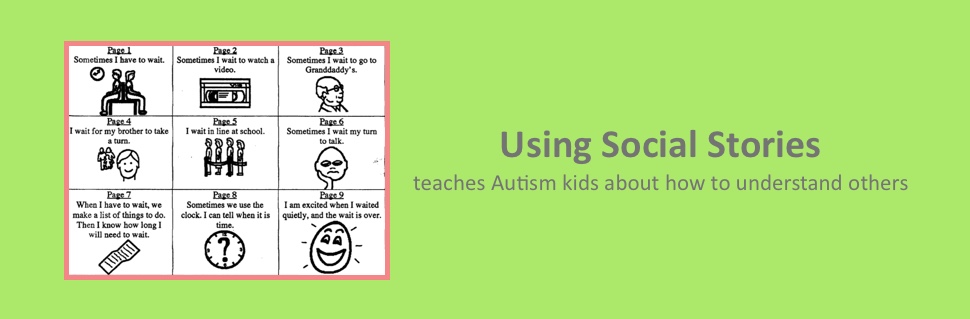 Page 1
Sometimes I have to wait.
Page 2
Sometimes I wait to watch a
video.
Page 3
Sometimes I wait to go to
Granddaddy's.
Page 4
I wait for my brother to take
a turn.
Page 5
I wait in line at school.
Page 6
Sometimes I wait my turn
to talk.
Page 7
When I have to wait, we
make a list of things to do.
Then I know how long I
will need to wait.
Page 8
Sometimes we use the
clock. I can tell when it is
time.
?
Page 9
I am excited when I waited
quietly, and the wait is over.
Using Social Stories
teaches Autism kids about how to understand others